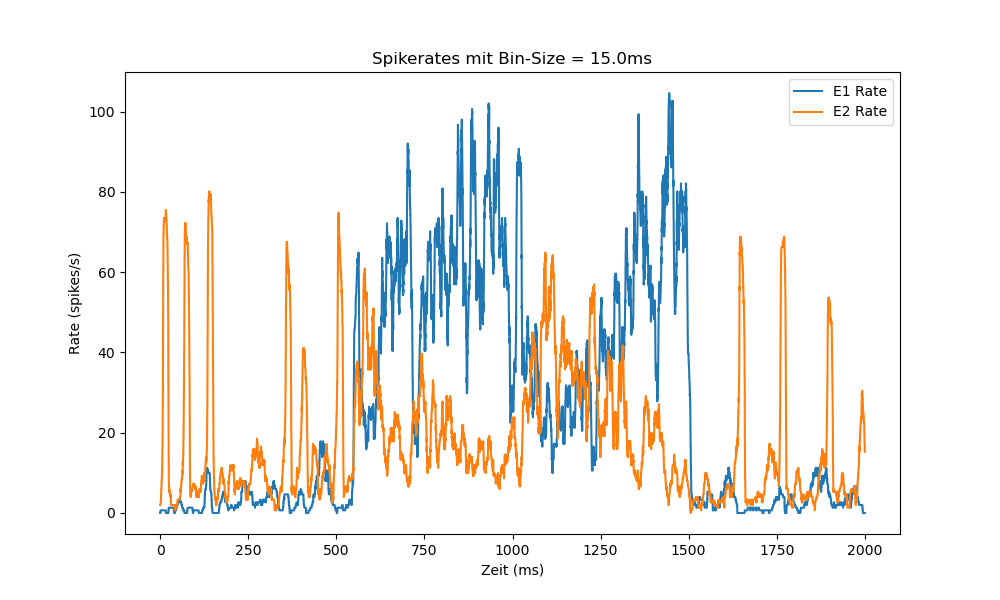 Spikerates mit Bin-Size = 15.0ms
E1 Rate
E2 Rate
100
80
60
40
20
0
Rate (spikes/s)
0 250 500 750 1000 1250 1500 1750 2000
Zeit (ms)